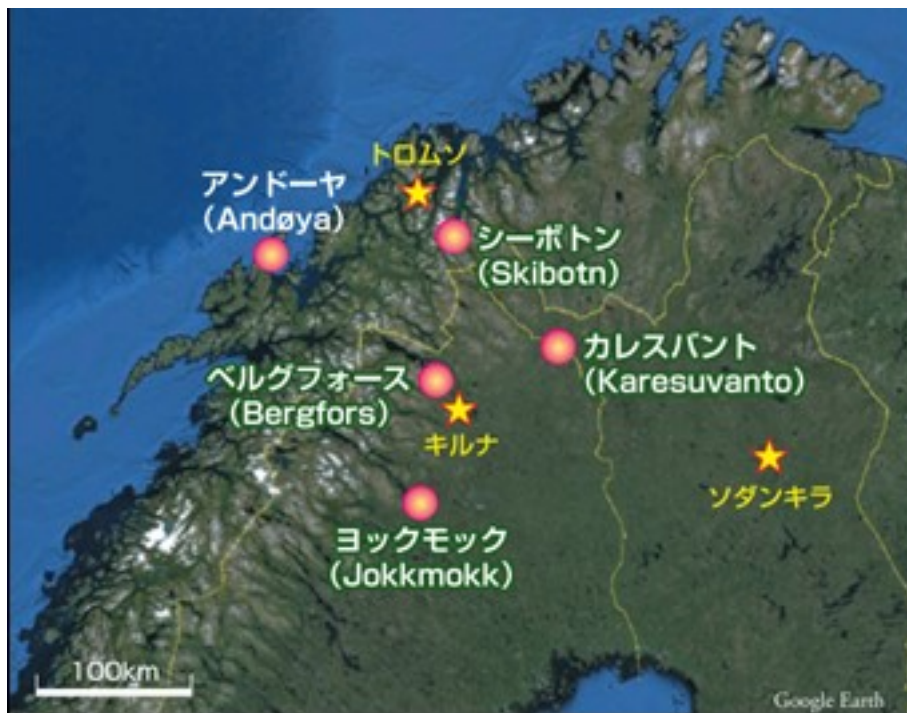 トロムソ
アンドーヤ
(Andøya)
シーボトン
(Skibotn)
カレスバント
(Karesuvanto)
ベルグフォース
(Bergfors)
キルナ
ソダンキラ
ヨックモック
(Jokkmokk)
100km
Google Earth